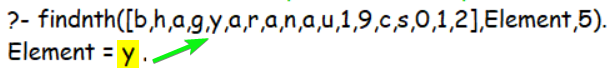 ?- findnth([b,h,a,g,y,a,r,a,n,a,u,1,9,c,s,0,1,2],Element,5).
Element = y .